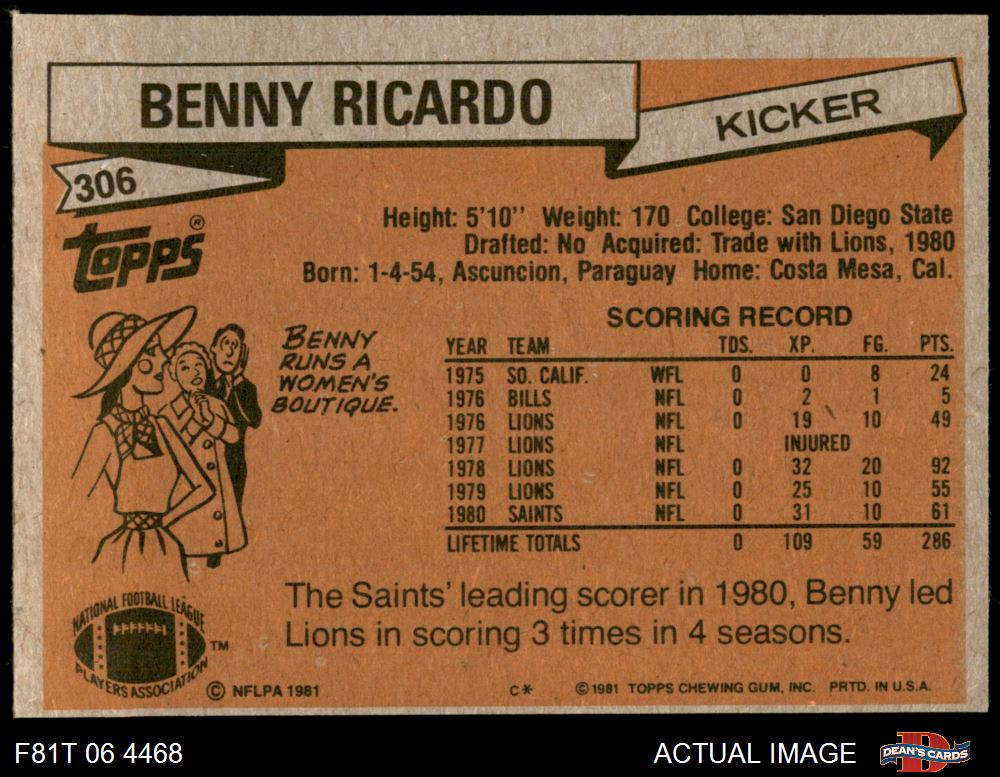 BENNY RICARDO
KICKER
306
Topps®
Height: 5'10'' Weight: 170 College: San Diego State
Drafted: No Acquired: Trade with Lions, 1980
Born: 1-4-54, Ascuncion, Paraguay Home: Costa Mesa, Cal.
BENNY
RUNS A
WOMEN'S
BOUTIQUE.
SCORING RECORD
YEAR TEAM TDS. XP. FG. PTS.
1975 SO. CALIF. WFL 0 0 8 24
1976 BILLS NFL 0 2 1 5
1976 LIONS NFL 0 19 10 49
1977 LIONS NFL INJURED
1978 LIONS NFL 0 32 20 92
1979 LIONS NFL 0 25 10 55
1980 SAINTS NFL 0 31 10 61
LIFETIME TOTALS 0 109 59 286
The Saints' leading scorer in 1980, Benny led
Lions in scoring 3 times in 4 seasons.
NATIONAL FOOTBALL LEAGUE
PLAYERS ASSOCIATION
™
© NFLPA 1981
C*
© 1981 TOPPS CHEWING GUM, INC. PRTD. IN U.S.A.
F81T 06 4468
ACTUAL IMAGE
D
DEAN'S CARDS